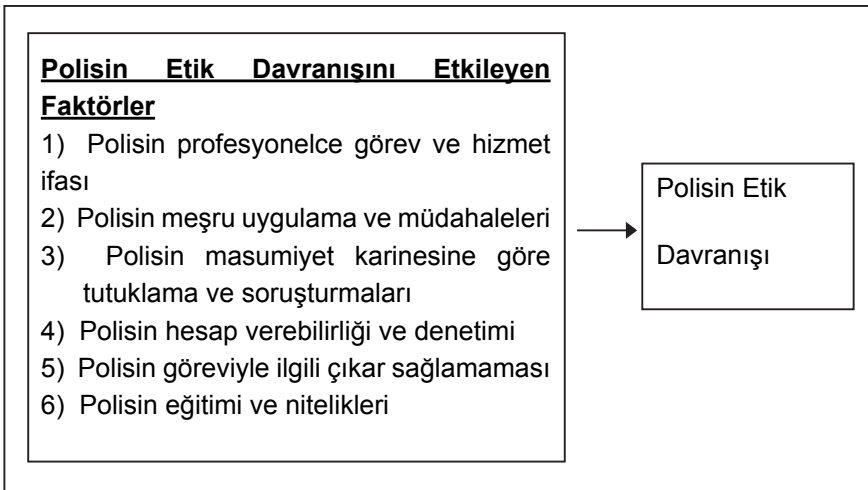 Polisin Etik Davranışını Etkileyen
Faktörler
1) Polisin profesyonelce görev ve hizmet
ifası
2) Polisin meşru uygulama ve müdahaleleri
3) Polisin masumiyet karinesine göre
tutuklama ve soruşturmaları
4) Polisin hesap verebilirliği ve denetimi
5) Polisin göreviyle ilgili çıkar sağlamaması
6) Polisin eğitimi ve nitelikleri
Polisin Etik
Davranışı